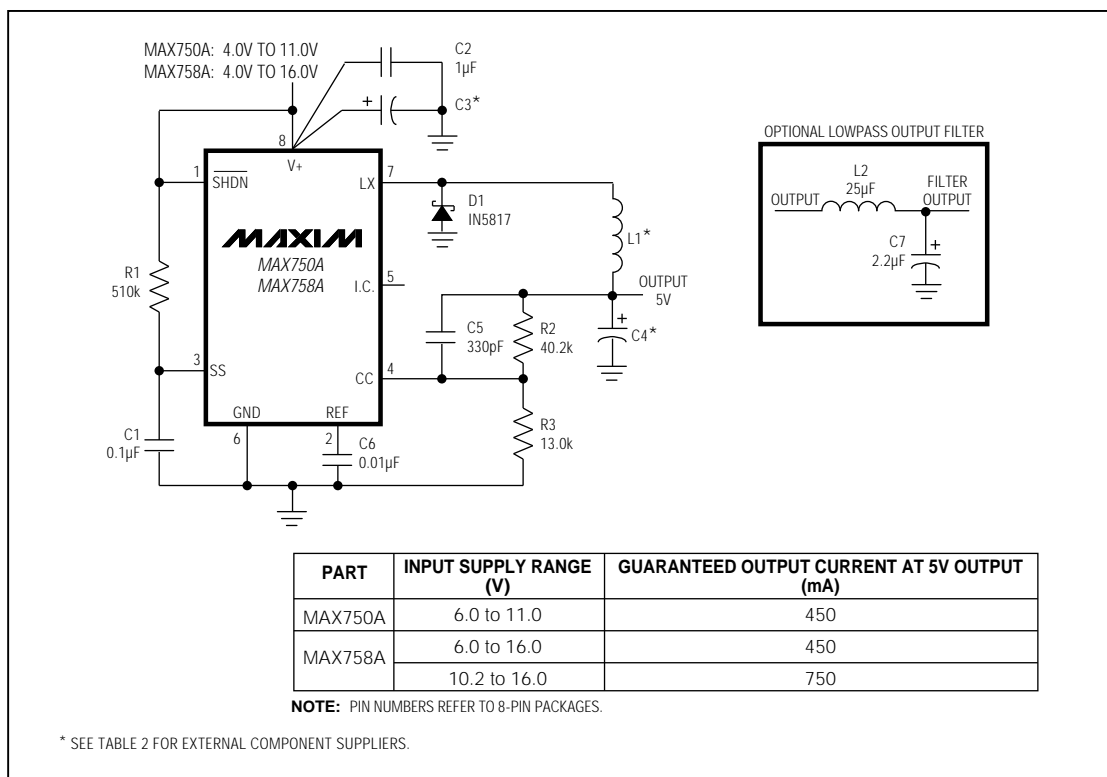 MAX750A: 4.0V TO 11.0V
MAX758A: 4.0V TO 16.0V
C2
1µF
+
C3*
8
V+
1
SHDN
7
LX
D1
IN5817
MAXIM
MAX750A
MAX758A
I.C.
5
L1*
R1
510k
OUTPUT
5V
C5
330pF
R2
40.2k
+
C4*
3
SS
CC
4
GND
6
REF
2
C1
0.1µF
C6
0.01µF
R3
13.0k
OPTIONAL LOWPASS OUTPUT FILTER
L2
25µF
OUTPUT
FILTER
OUTPUT
C7
2.2µF
+
PART INPUT SUPPLY RANGE (V) GUARANTEED OUTPUT CURRENT AT 5V OUTPUT (mA)
MAX750A 6.0 to 11.0 450
MAX758A 6.0 to 16.0 450
10.2 to 16.0 750
NOTE: PIN NUMBERS REFER TO 8-PIN PACKAGES.
* SEE TABLE 2 FOR EXTERNAL COMPONENT SUPPLIERS.